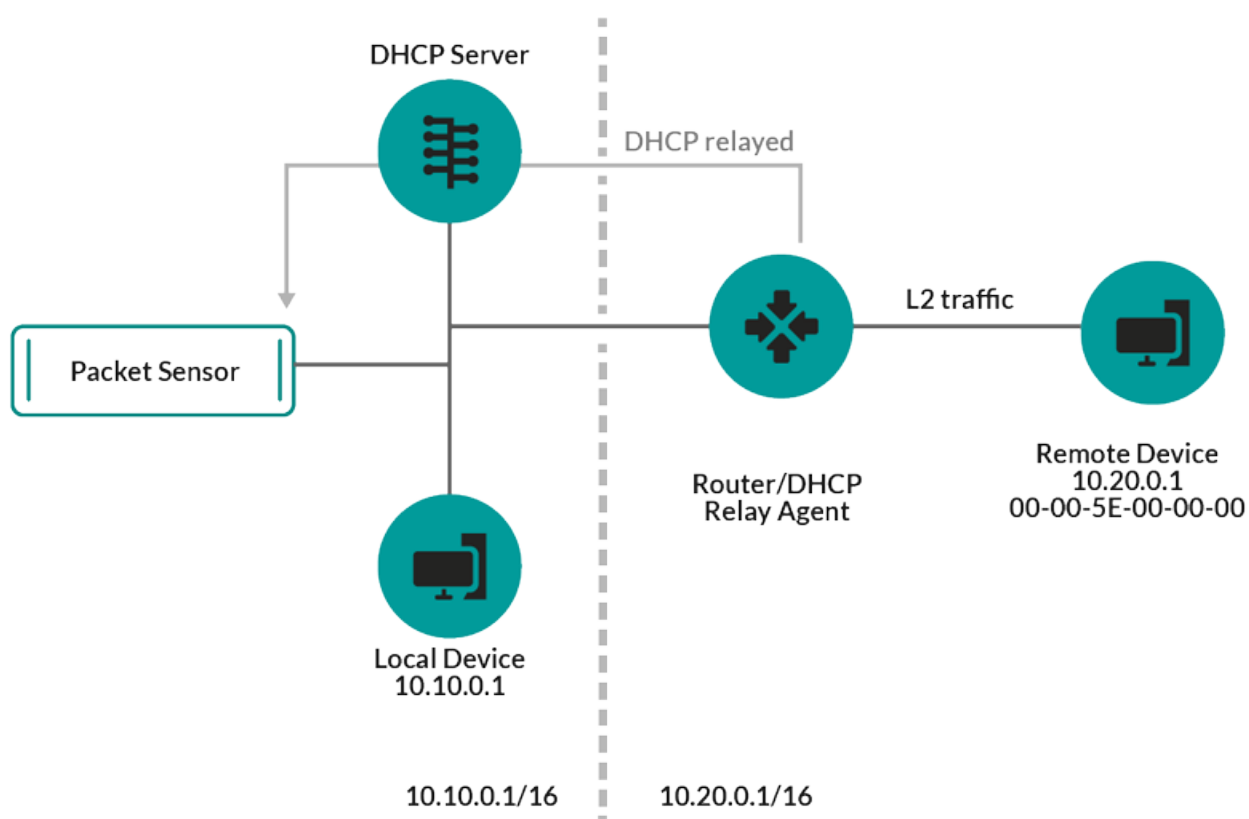 DHCP Server
DHCP relayed
L2 traffic
Packet Sensor
Remote Device
10.20.0.1
00-00-5E-00-00-00
Router/DHCP
Relay Agent
Local Device
10.10.0.1
10.10.0.1/16
10.20.0.1/16